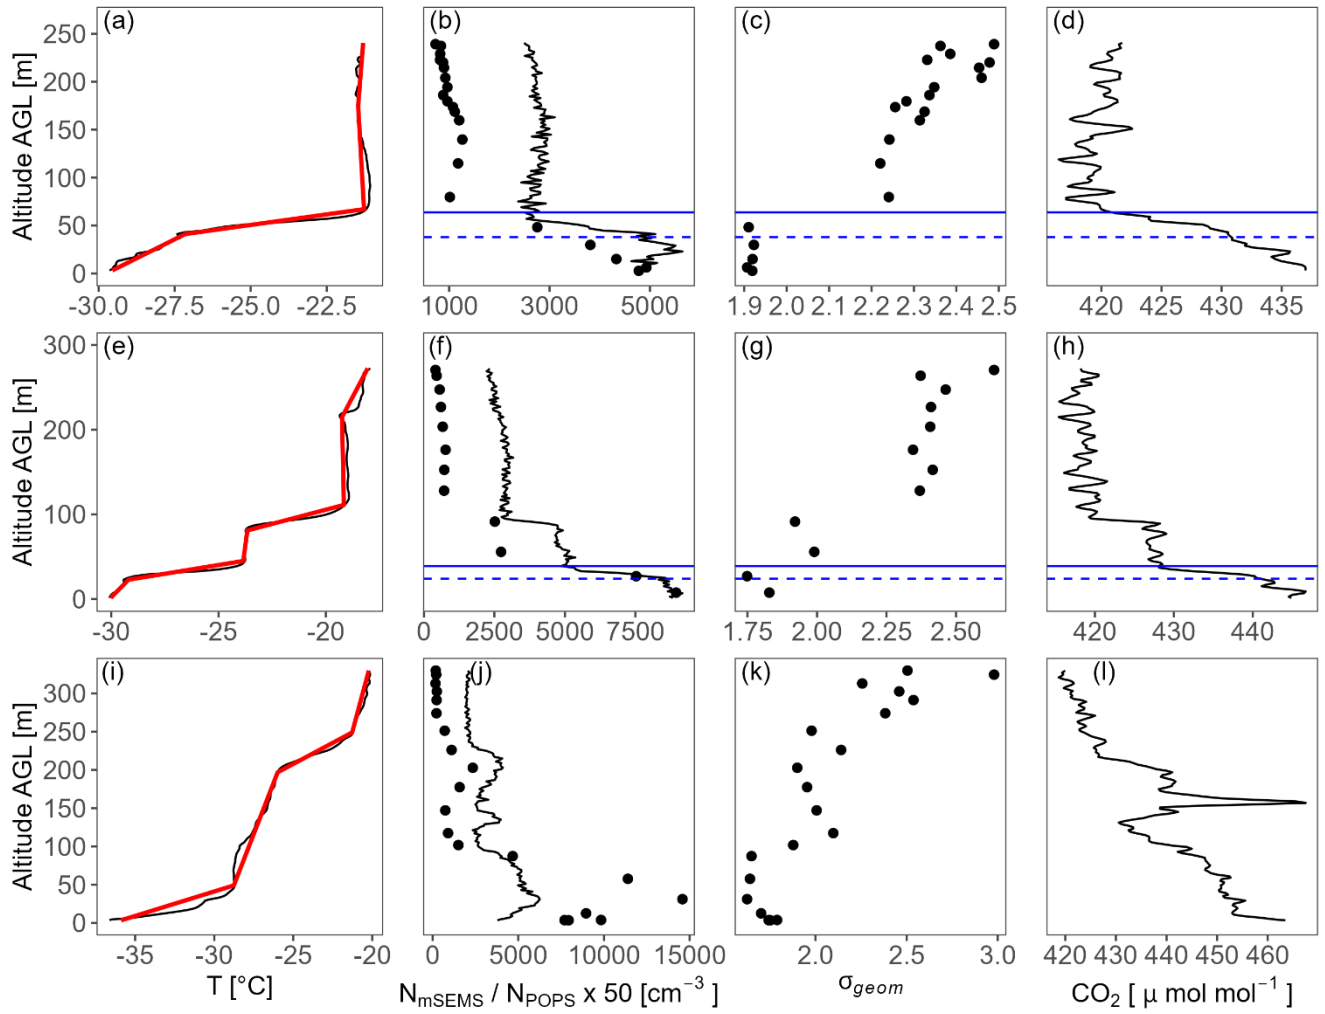 (a) (b) (c) (d)
Altitude AGL [m]
250
200
150
100
50
0
-30.0 -27.5 -25.0 -22.5
1000 3000 5000
1.9 2.0 2.1 2.2 2.3 2.4 2.5
420 425 430 435
(e) (f) (g) (h)
Altitude AGL [m]
300
200
100
0
-30 -25 -20
0 2500 5000 7500
1.75 2.00 2.25 2.50
420 430 440
(i) (j) (k) (l)
Altitude AGL [m]
300
250
200
150
100
50
0
-35 -30 -25 -20
0 5000 10000 15000
2.0 2.5 3.0
420 430 440 450 460
T [°C]
N_mSEMS / N_POPS x 50 [cm⁻³]
σ_geom
CO₂ [ μ mol mol⁻¹]